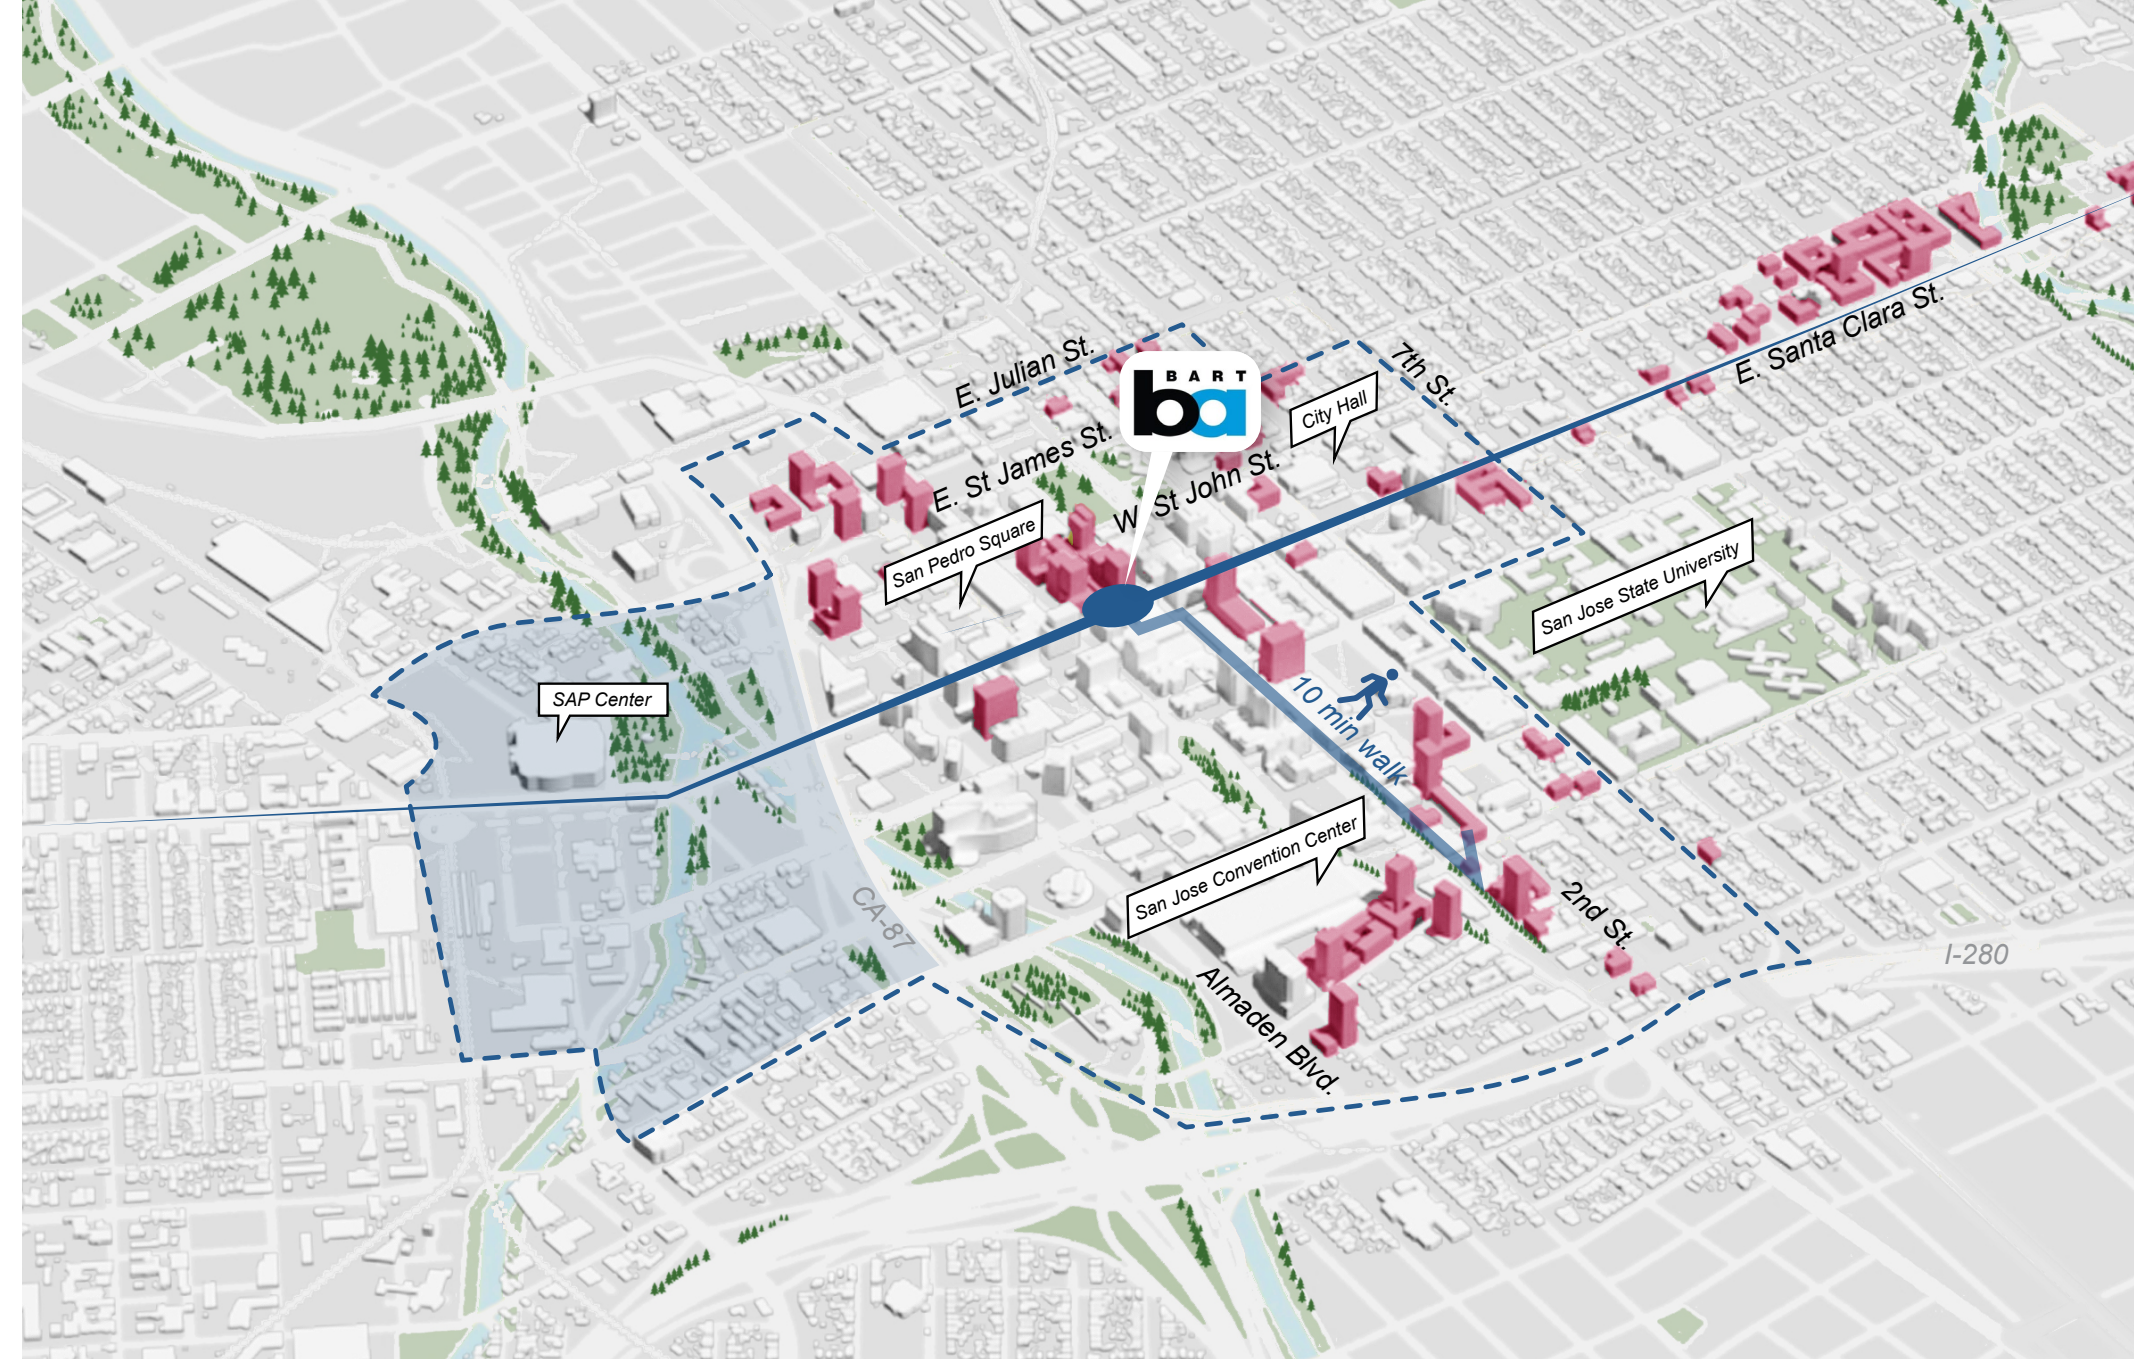 E. Julian St.
BART
ba
7th St.
E. Santa Clara St.
City Hall
E. St James St.
W. St John St.
San Pedro Square
San Jose State University
SAP Center
10 min walk
San Jose Convention Center
CA-87
2nd St.
I-280
Almaden Blvd.